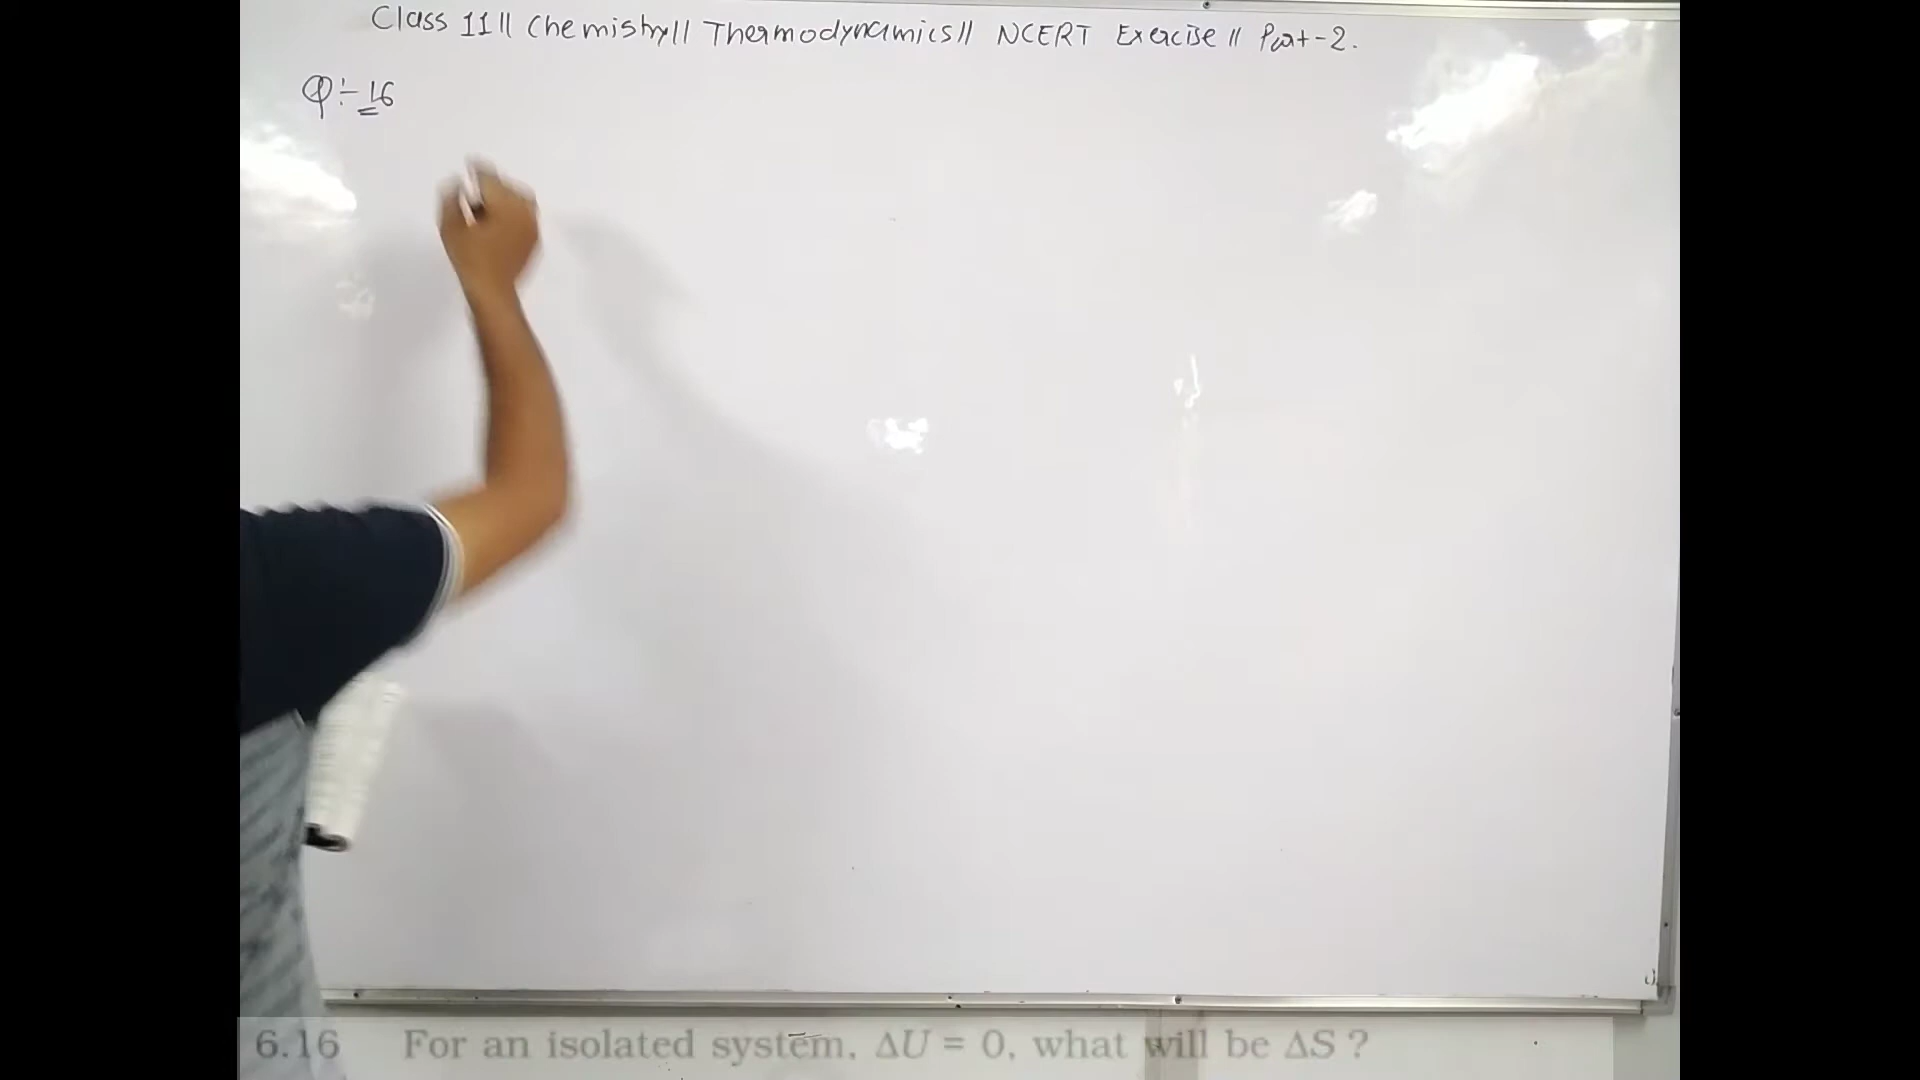 Class 11 || Chemistry || Thermodynamics || NCERT Exercise || Part-2.
Q:- 16
6.16 For an isolated system, ΔU = 0, what will be ΔS ?